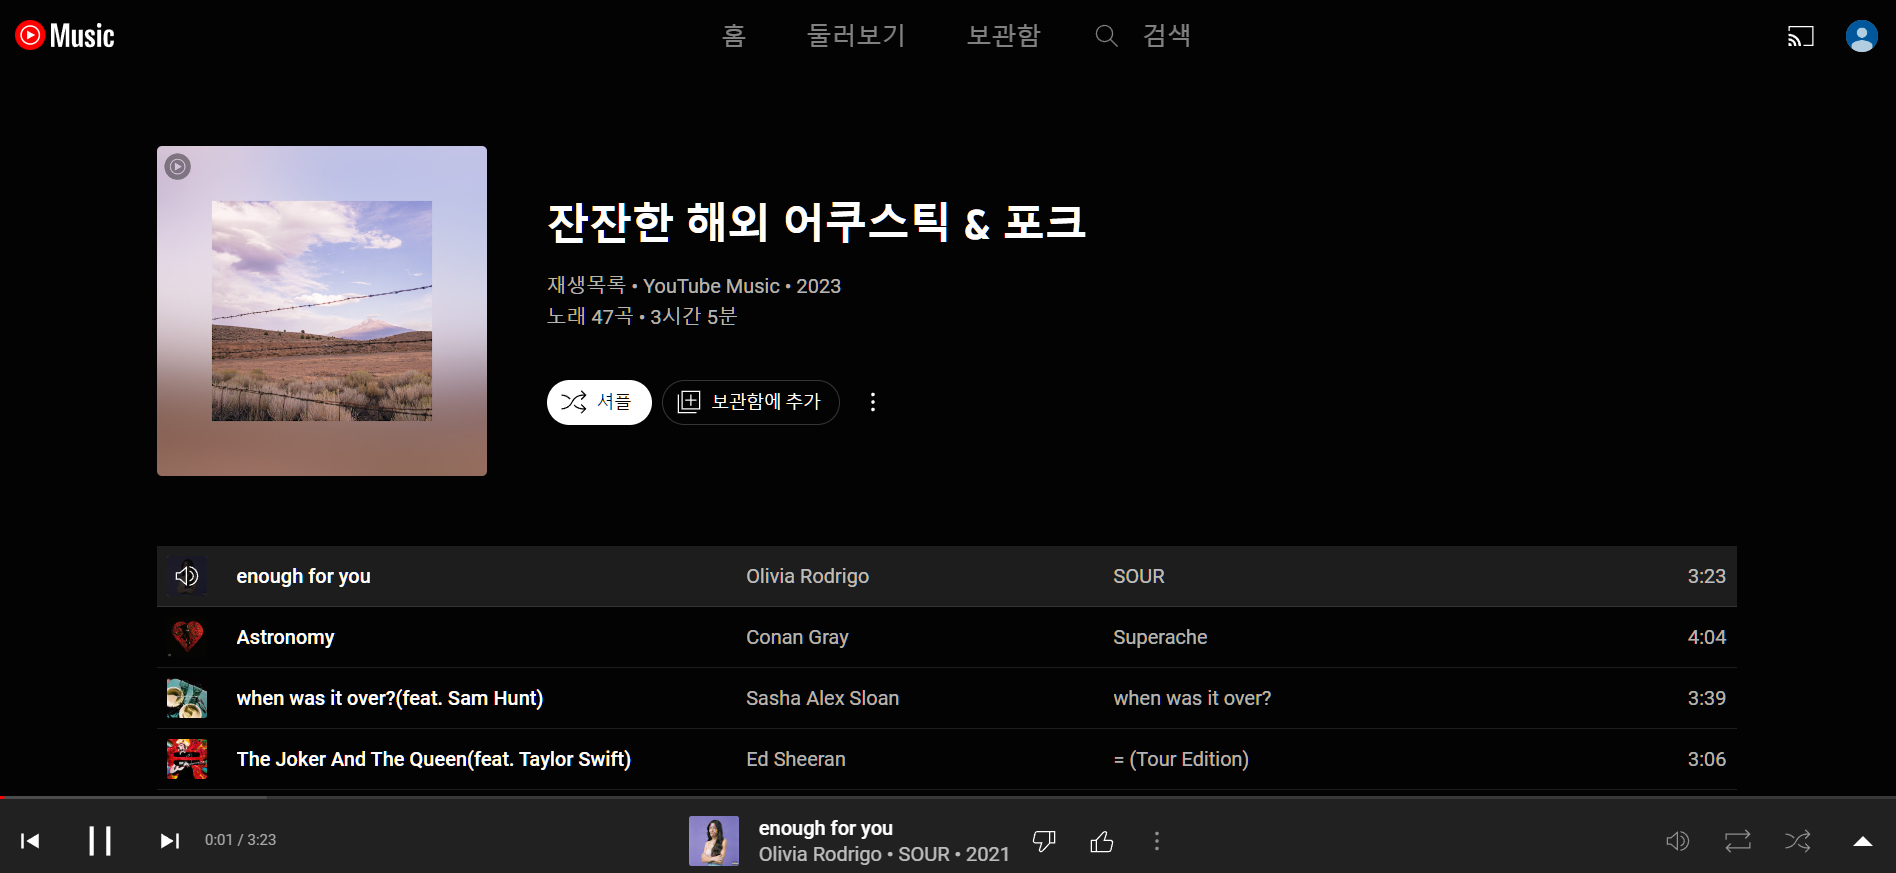 Music
홈 둘러보기 보관함 검색
잔잔한 해외 어쿠스틱 & 포크
재생목록 • YouTube Music • 2023
노래 47곡 • 3시간 5분
셔플 보관함에 추가
enough for you Olivia Rodrigo SOUR 3:23
Astronomy Conan Gray Superache 4:04
when was it over?(feat. Sam Hunt) Sasha Alex Sloan when was it over? 3:39
The Joker And The Queen(feat. Taylor Swift) Ed Sheeran = (Tour Edition) 3:06
0:01 / 3:23
enough for you
Olivia Rodrigo • SOUR • 2021